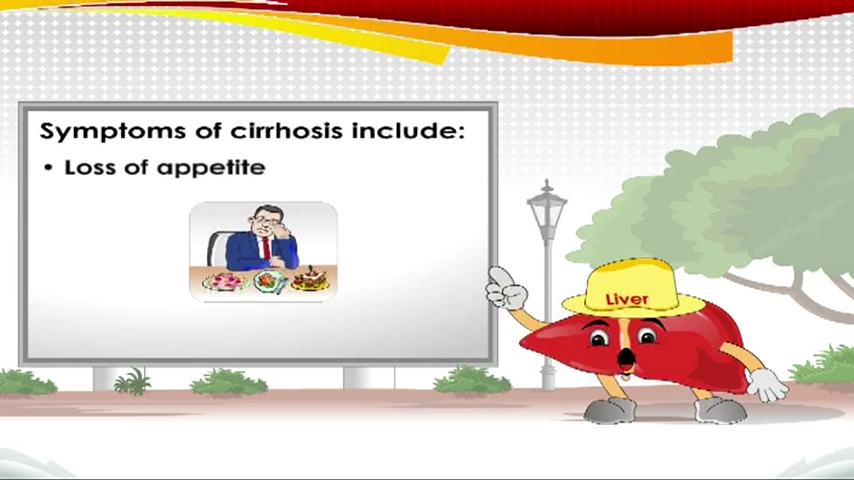 Symptoms of cirrhosis include:
• Loss of appetite
Liver